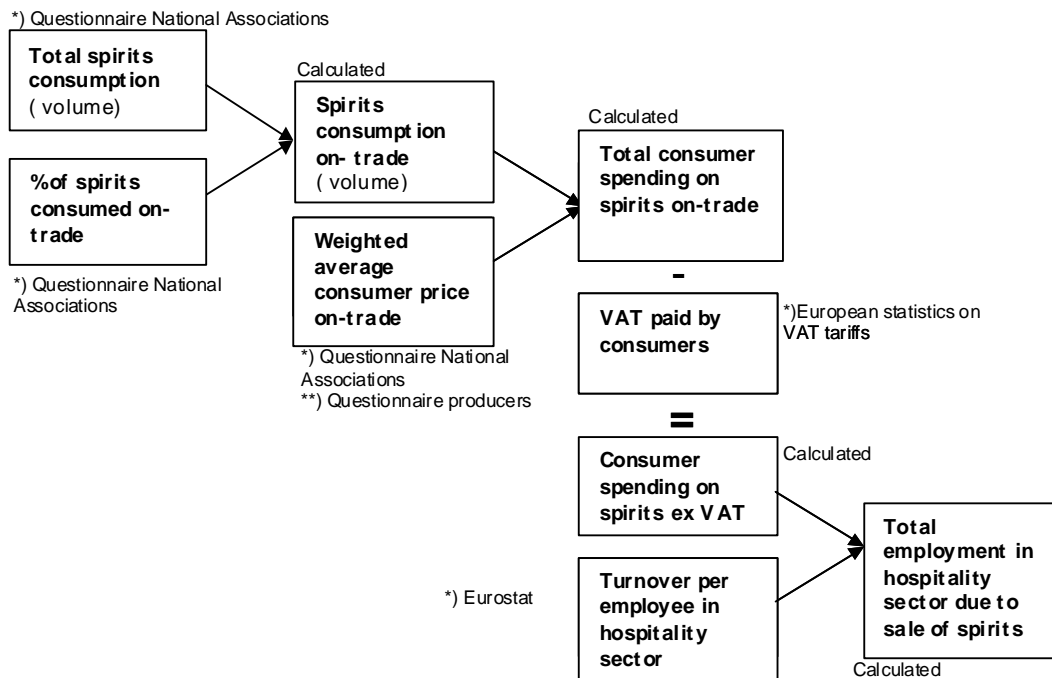 *) Questionnaire National Associations
Total spirits
consumption
( volume)
%of spirits
consumed on-
trade
*) Questionnaire National
Associations
Calculated
Spirits
consumption
on- trade
( volume)
Weighted
average
consumer price
on-trade
*) Questionnaire National
Associations
**) Questionnaire producers
Calculated
Total consumer
spending on
spirits on-trade
-
VAT paid by
consumers
*)European statistics on
VAT tariffs
=
Consumer
spending on
spirits ex VAT
Calculated
*) Eurostat
Turnover per
employee in
hospitality
sector
Total
employment in
hospitality
sector due to
sale of spirits
Calculated